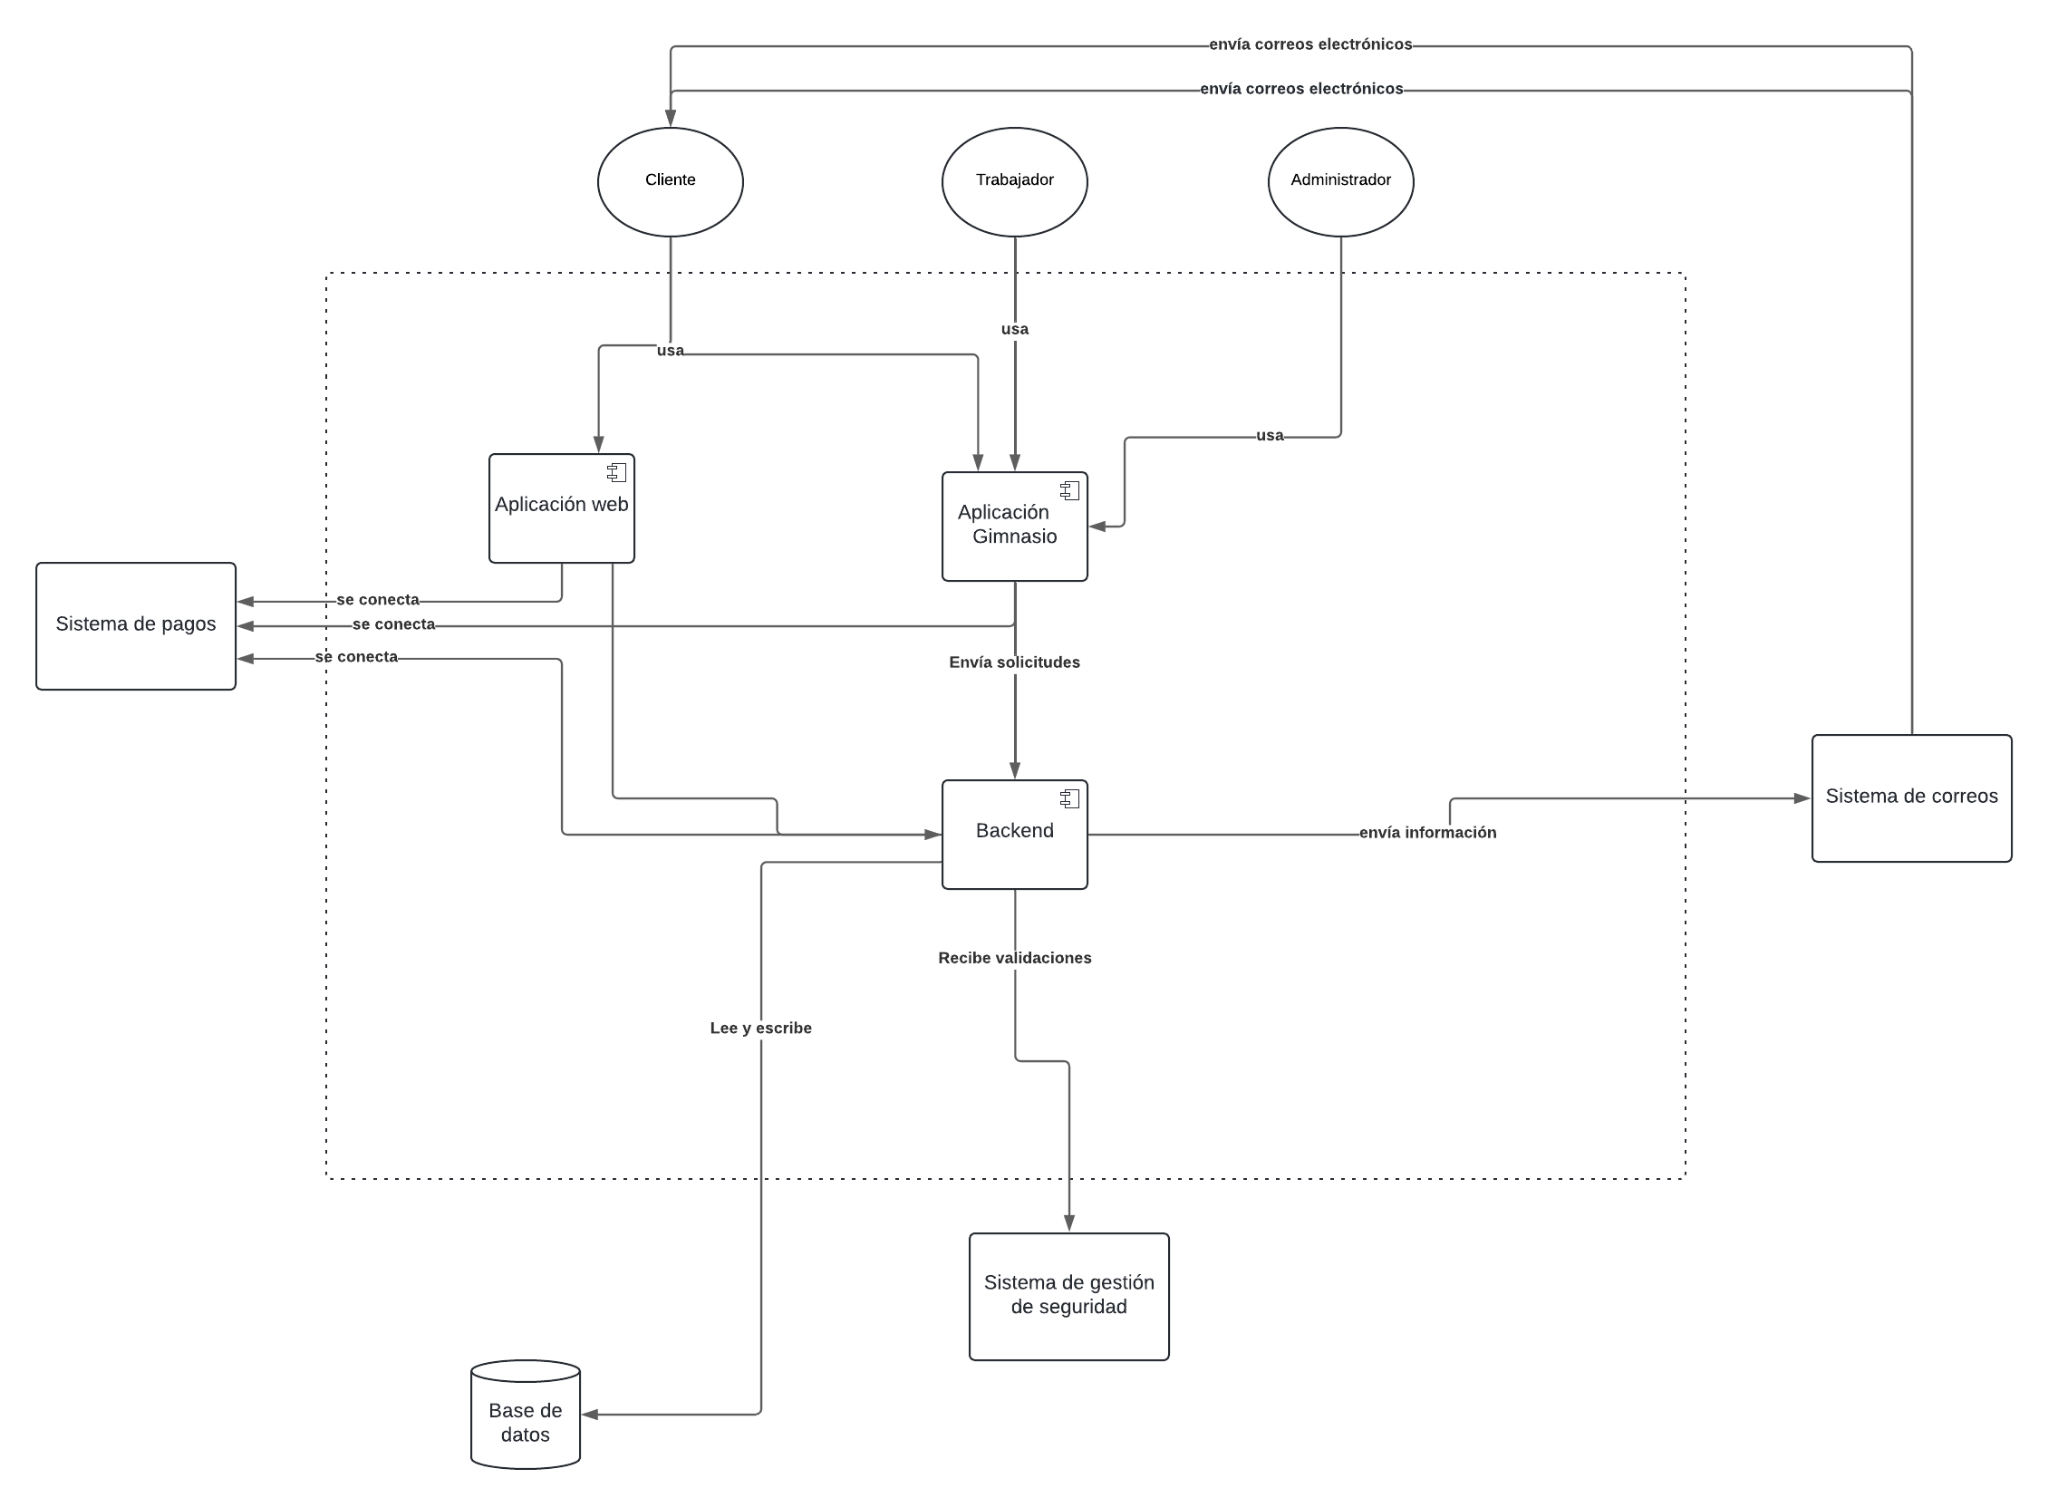 envía correos electrónicos
envía correos electrónicos
Cliente
Trabajador
Administrador
usa
usa
usa
Aplicación web
Aplicación
Gimnasio
se conecta
Sistema de pagos
se conecta
se conecta
Envía solicitudes
Sistema de correos
Backend
envía información
Recibe validaciones
Lee y escribe
Sistema de gestión
de seguridad
Base de
datos